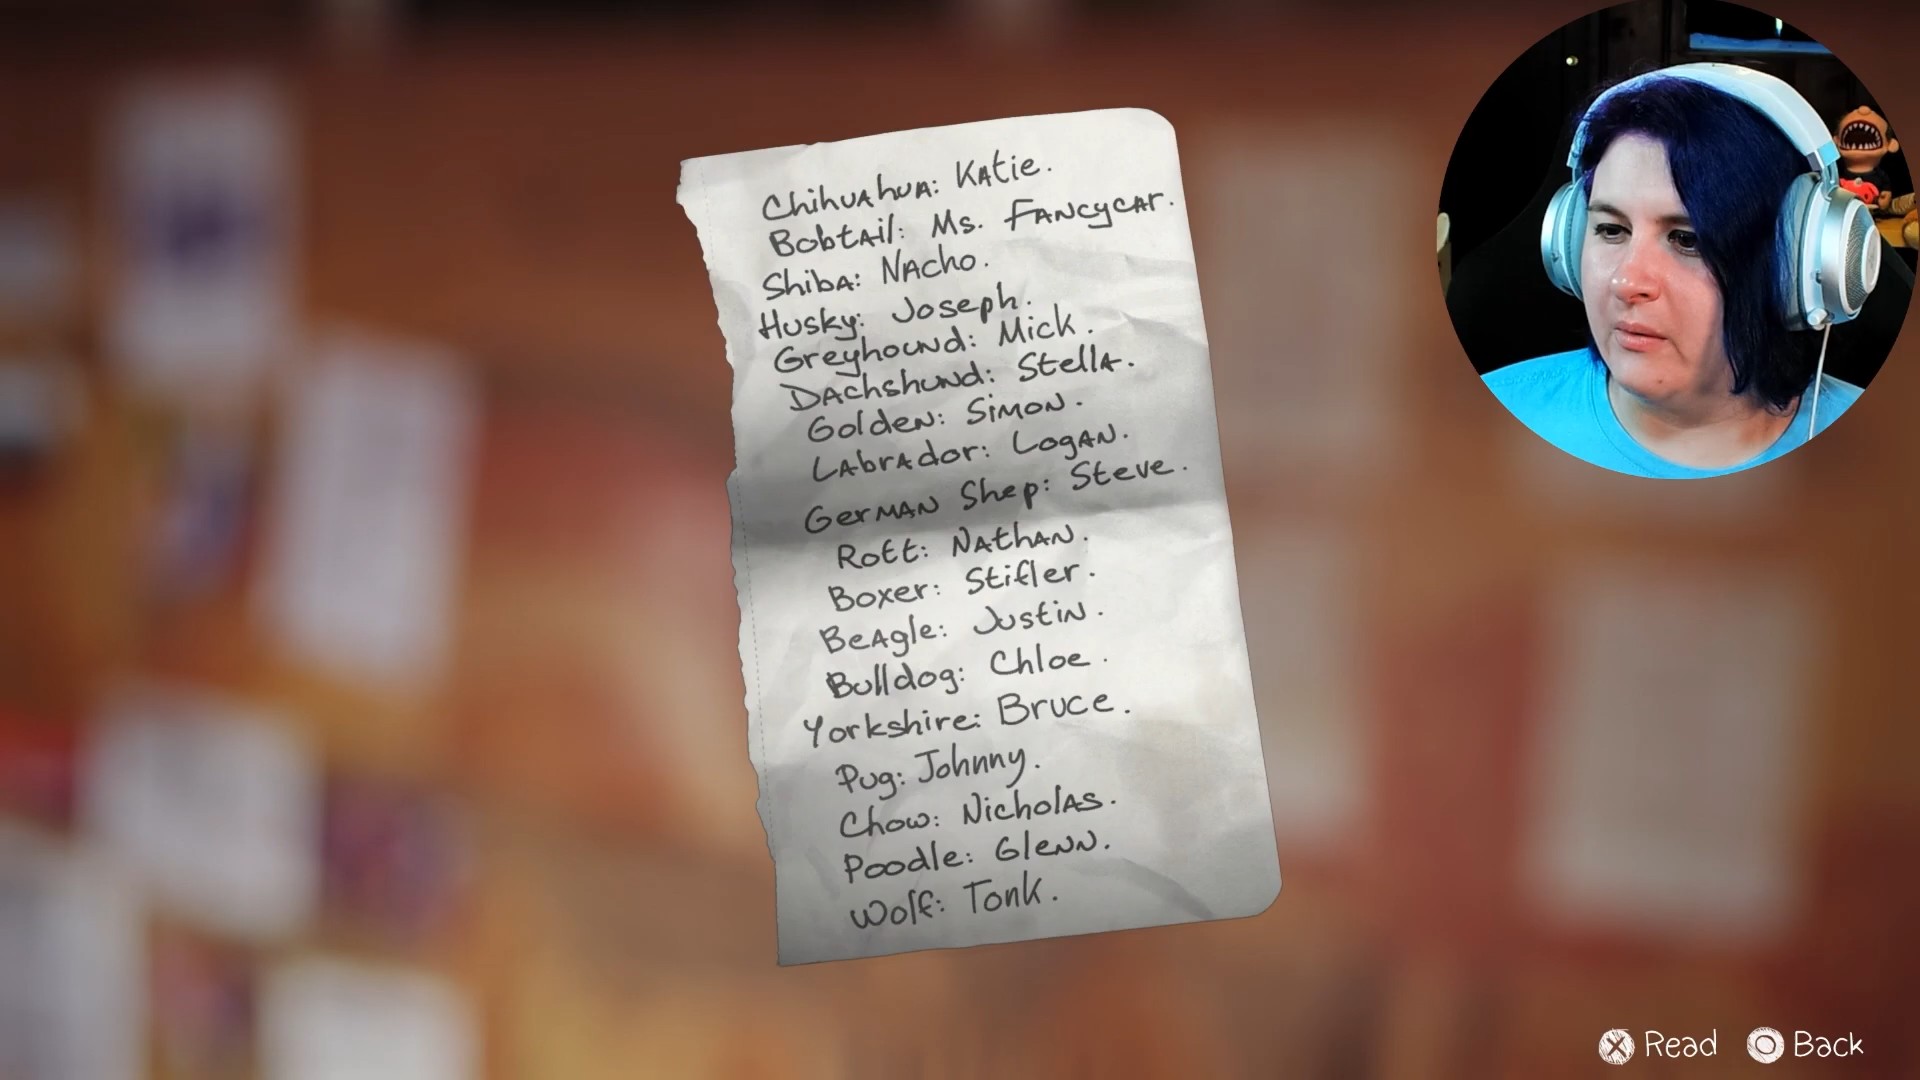 Chihuahua: Katie.
Bobtail: Ms. Fancycar.
Shiba: Nacho.
Husky: Joseph.
Greyhound: Mick.
Dachshund: Stella.
Golden: Simon.
Labrador: Logan.
German Shep: Steve.
Rott: Nathan.
Boxer: Stifler.
Beagle: Justin.
Bulldog: Chloe.
Yorkshire: Bruce.
Pug: Johnny.
Chow: Nicholas.
Poodle: Glenn.
Wolf: Tonk.
Read Back